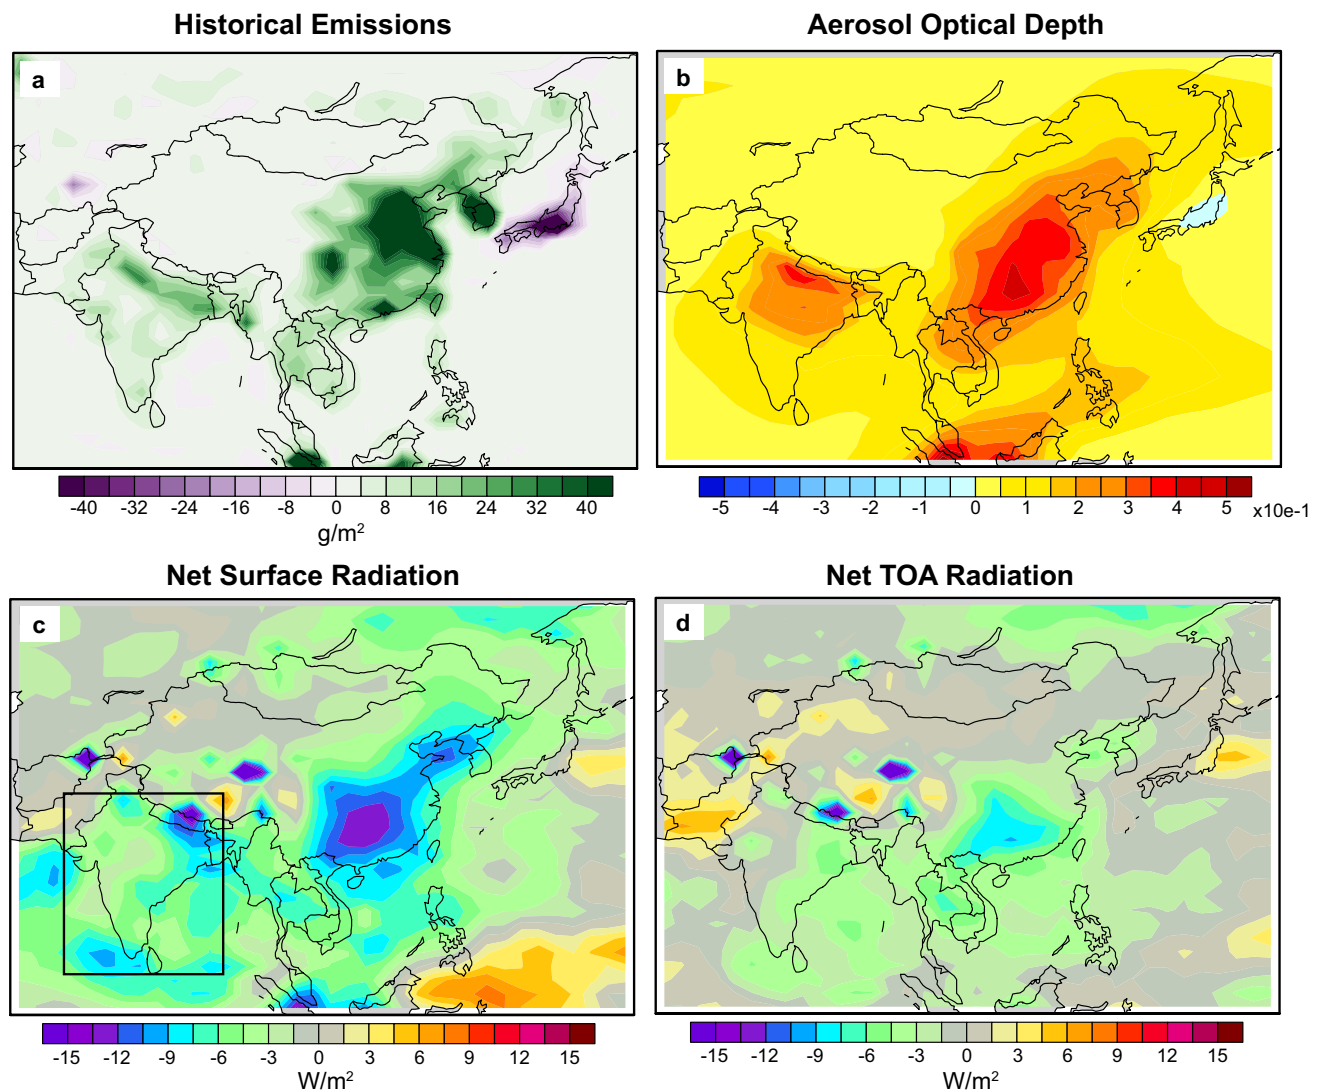 Historical Emissions
a
-40 -32 -24 -16 -8 0 8 16 24 32 40
g/m²
Aerosol Optical Depth
b
-5 -4 -3 -2 -1 0 1 2 3 4 5 x10e-1
Net Surface Radiation
c
-15 -12 -9 -6 -3 0 3 6 9 12 15
W/m²
Net TOA Radiation
d
-15 -12 -9 -6 -3 0 3 6 9 12 15
W/m²